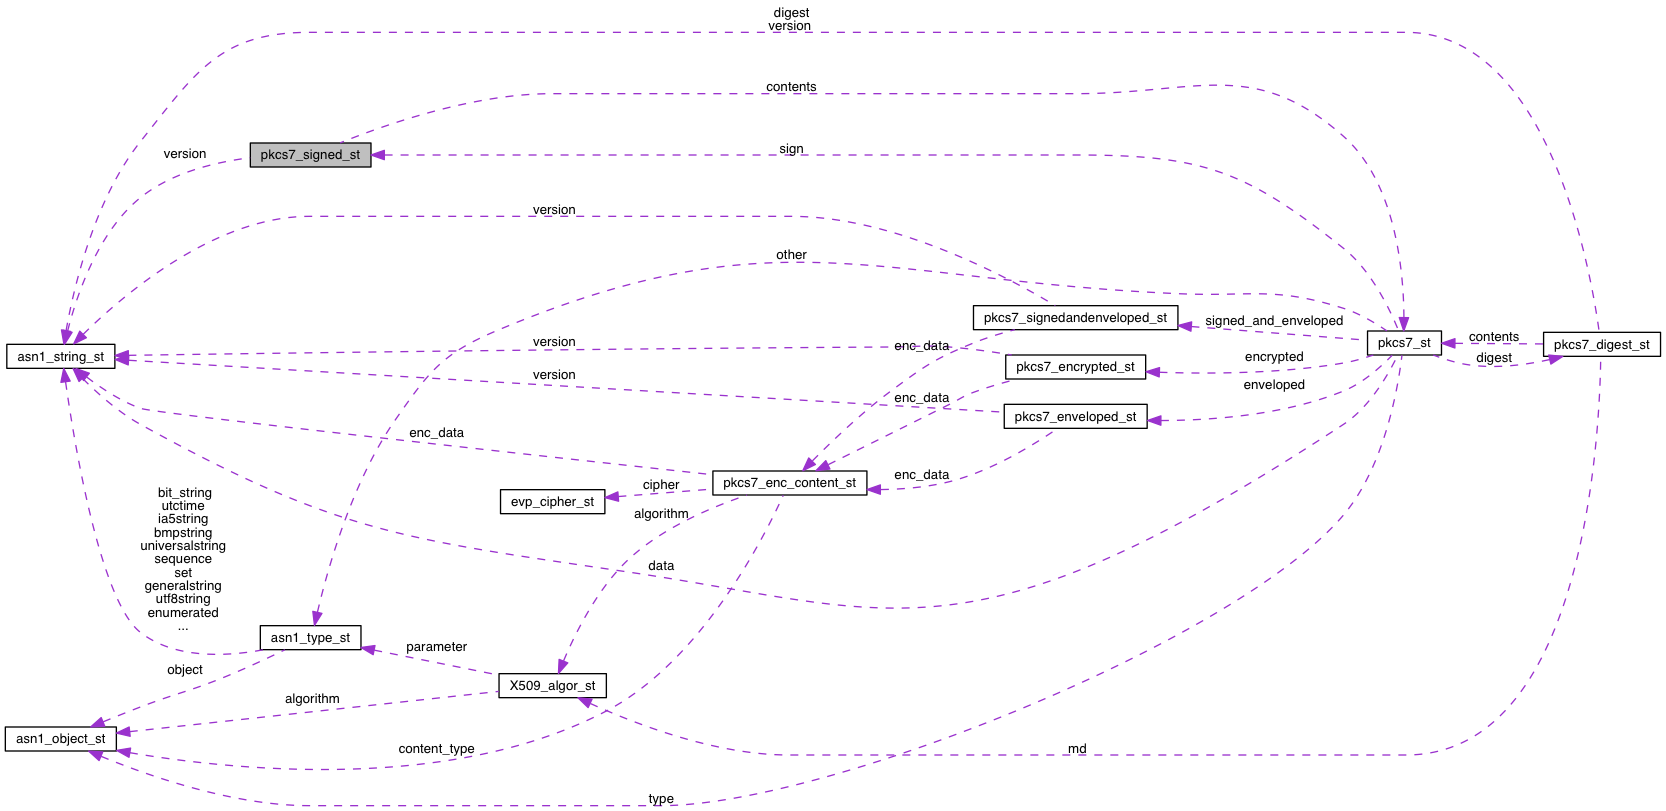 digest
version
contents
pkcs7_signed_st
version
sign
version
other
pkcs7_signedandenveloped_st
signed_and_enveloped
pkcs7_st
contents
pkcs7_digest_st
digest
asn1_string_st
version
enc_data
pkcs7_encrypted_st
encrypted
version
enveloped
enc_data
pkcs7_enveloped_st
enc_data
enc_data
pkcs7_enc_content_st
cipher
evp_cipher_st
algorithm
bit_string
utctime
ia5string
bmpstring
universalstring
sequence
set
generalstring
utf8string
enumerated
...
data
asn1_type_st
parameter
object
X509_algor_st
algorithm
asn1_object_st
content_type
md
type